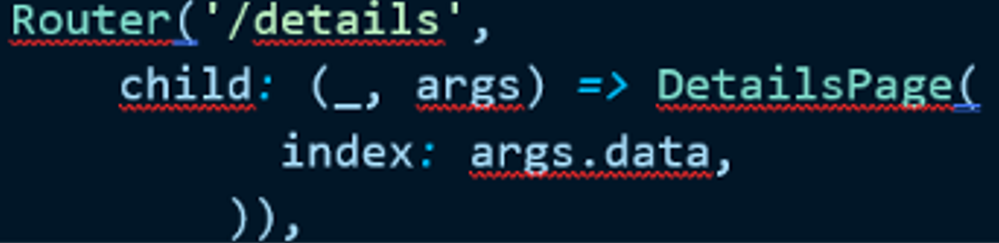 Router('/details',
child: (_, args) => DetailsPage(
index: args.data,
)),